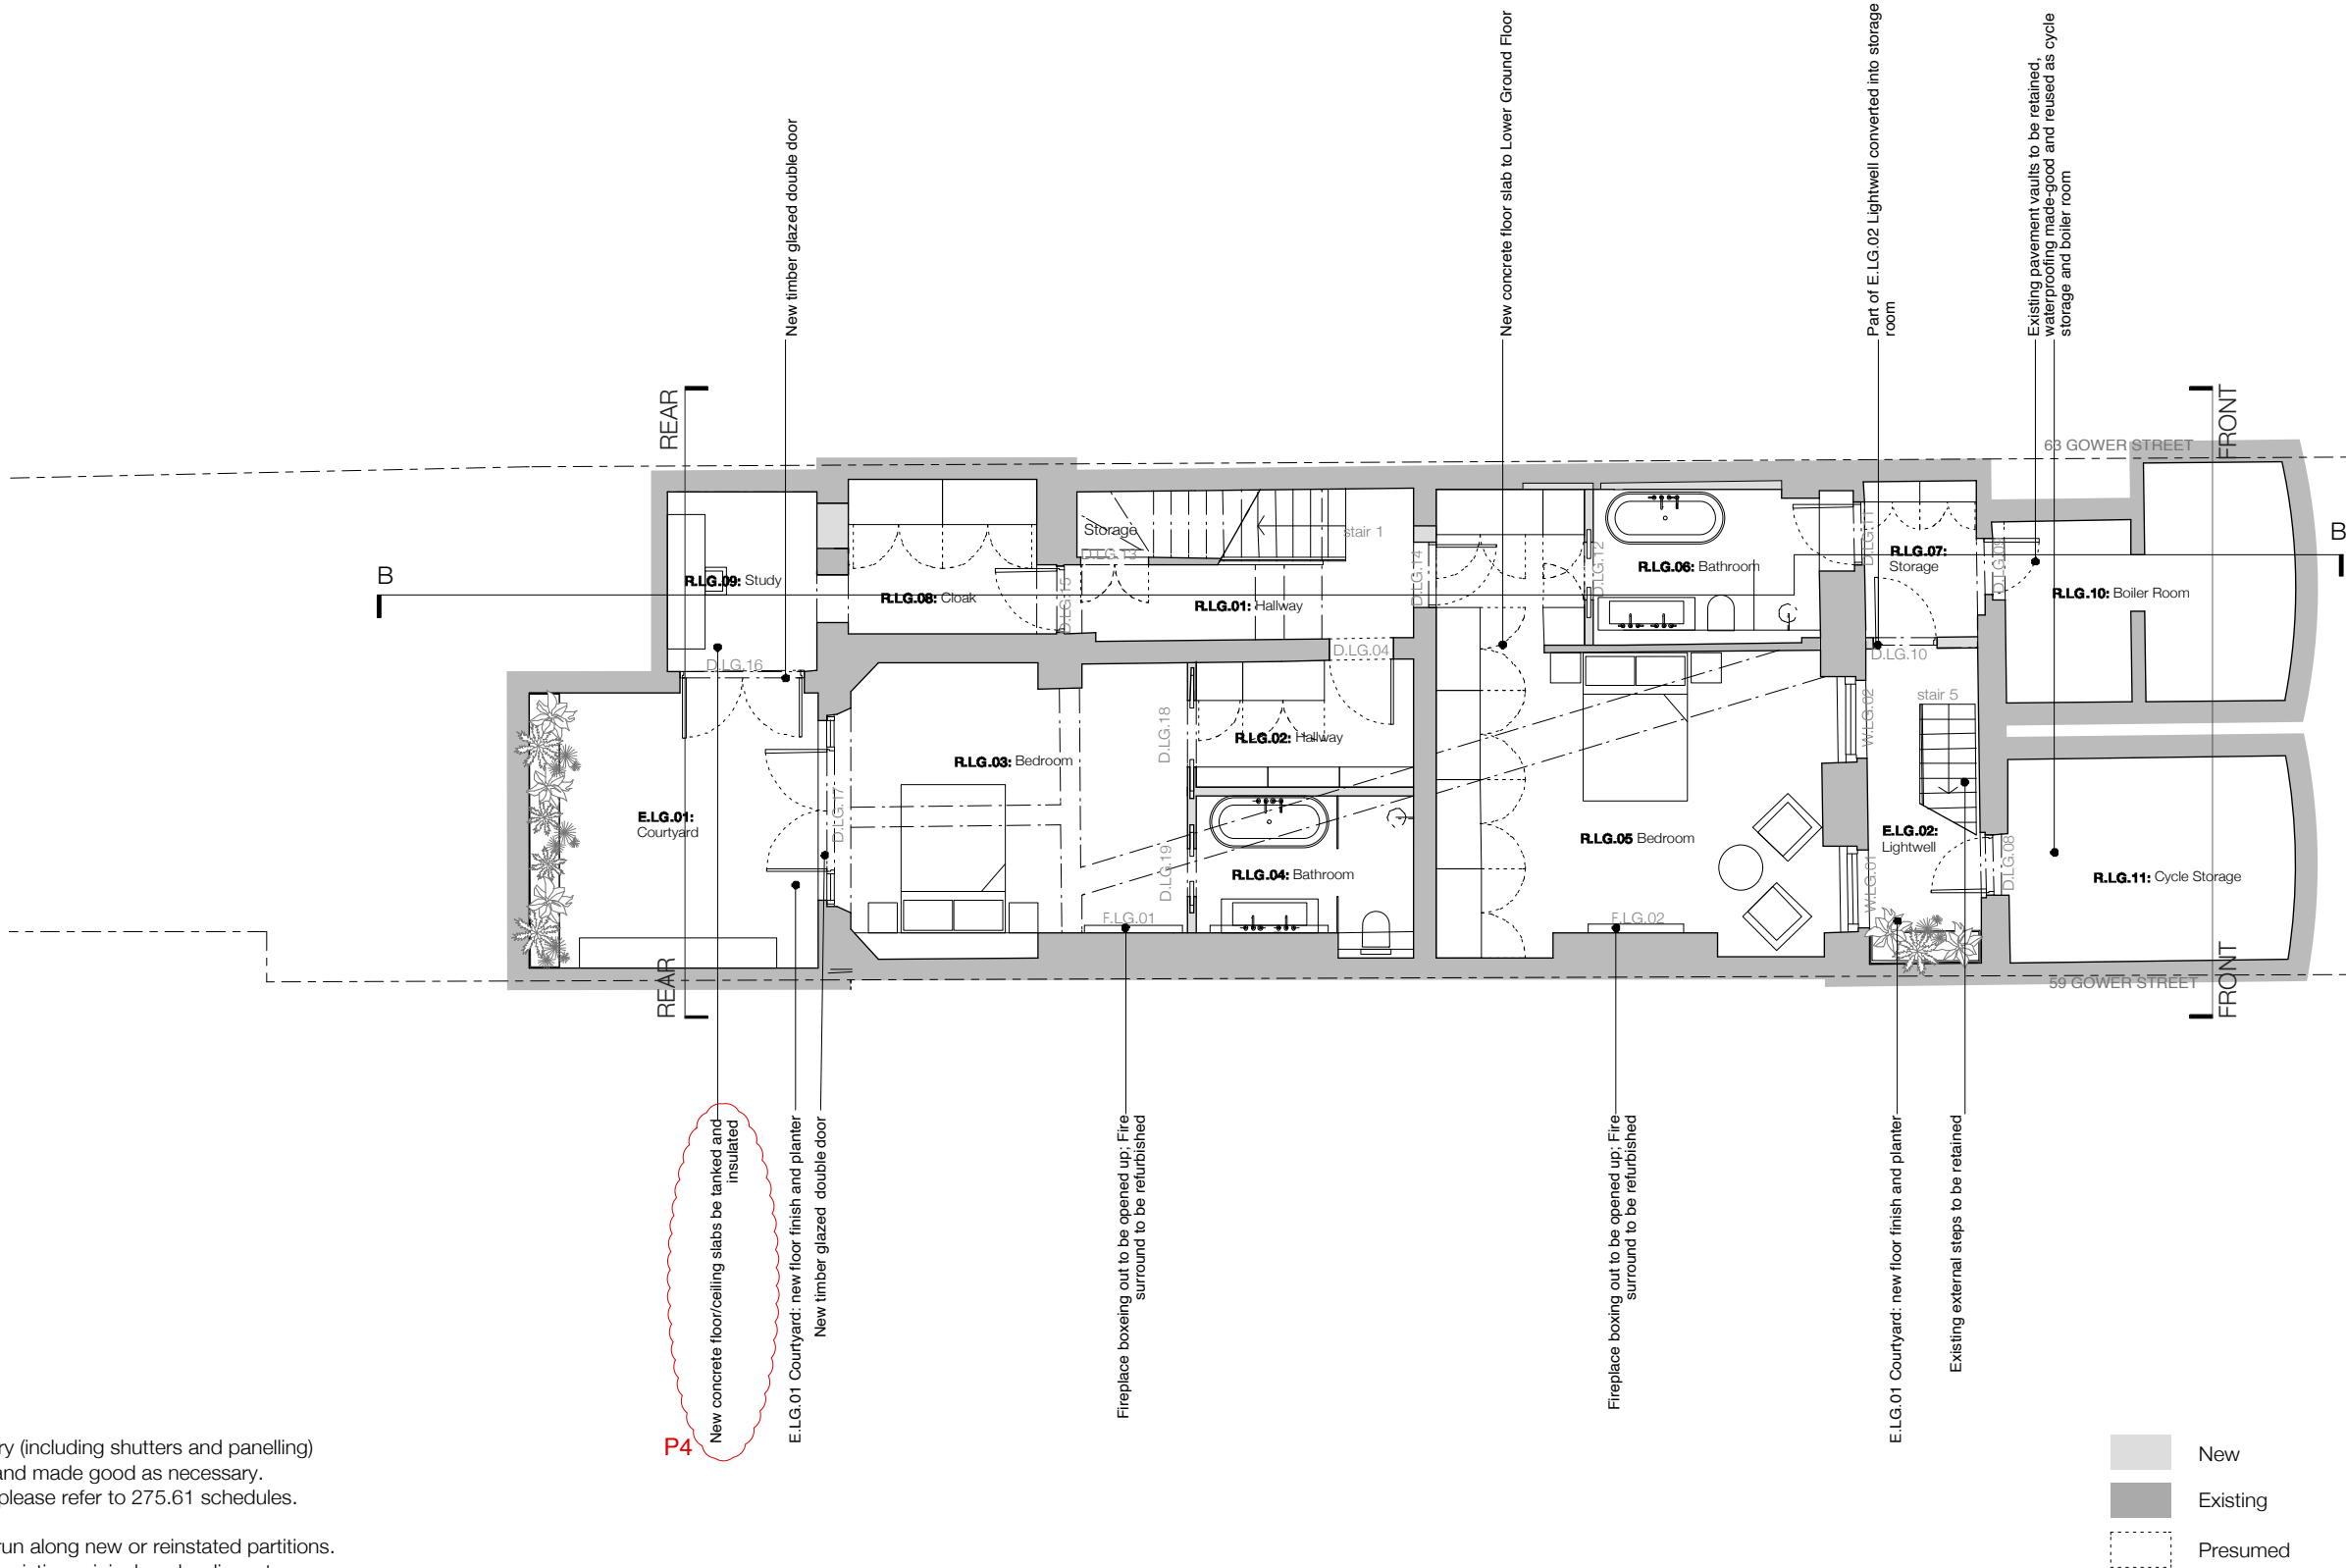 New timber glazed double door
New concrete floor slab to Lower Ground Floor
Part of E.LG.02 Lightwell converted into storage
room
Existing pavement vaults to be retained,
waterproofing made-good and reused as cycle
storage and boiler room
REAR
FRONT
63 GOWER STREET
B
B
Storage
D.LG.13
stair 1
D.LG.14
D.LG.12
D.LG.11
R.LG.09: Study
R.LG.08: Cloak
D.LG.15
R.LG.01: Hallway
R.LG.06: Bathroom
R.LG.07:
Storage
D.LG.09
R.LG.10: Boiler Room
D.LG.16
D.LG.04
D.LG.10
stair 5
W.LG.02
D.LG.18
R.LG.02: Hallway
R.LG.03: Bedroom
E.LG.01:
Courtyard
D.LG.17
R.LG.05 Bedroom
E.LG.02:
Lightwell
D.LG.19
R.LG.04: Bathroom
W.LG.01
D.LG.08
R.LG.11: Cycle Storage
F.LG.01
F.LG.02
REAR
FRONT
59 GOWER STREET
New concrete floor/ceiling slabs be tanked and
insulated
E.LG.01 Courtyard: new floor finish and planter
New timber glazed double door
Fireplace boxeing out to be opened up; Fire
surround to be refurbished
Fireplace boxing out to be opened up; Fire
surround to be refurbished
E.LG.01 Courtyard: new floor finish and planter
Existing external steps to be retained
P4
ry (including shutters and panelling)
and made good as necessary.
please refer to 275.61 schedules.
run along new or reinstated partitions.
New
Existing
Presumed